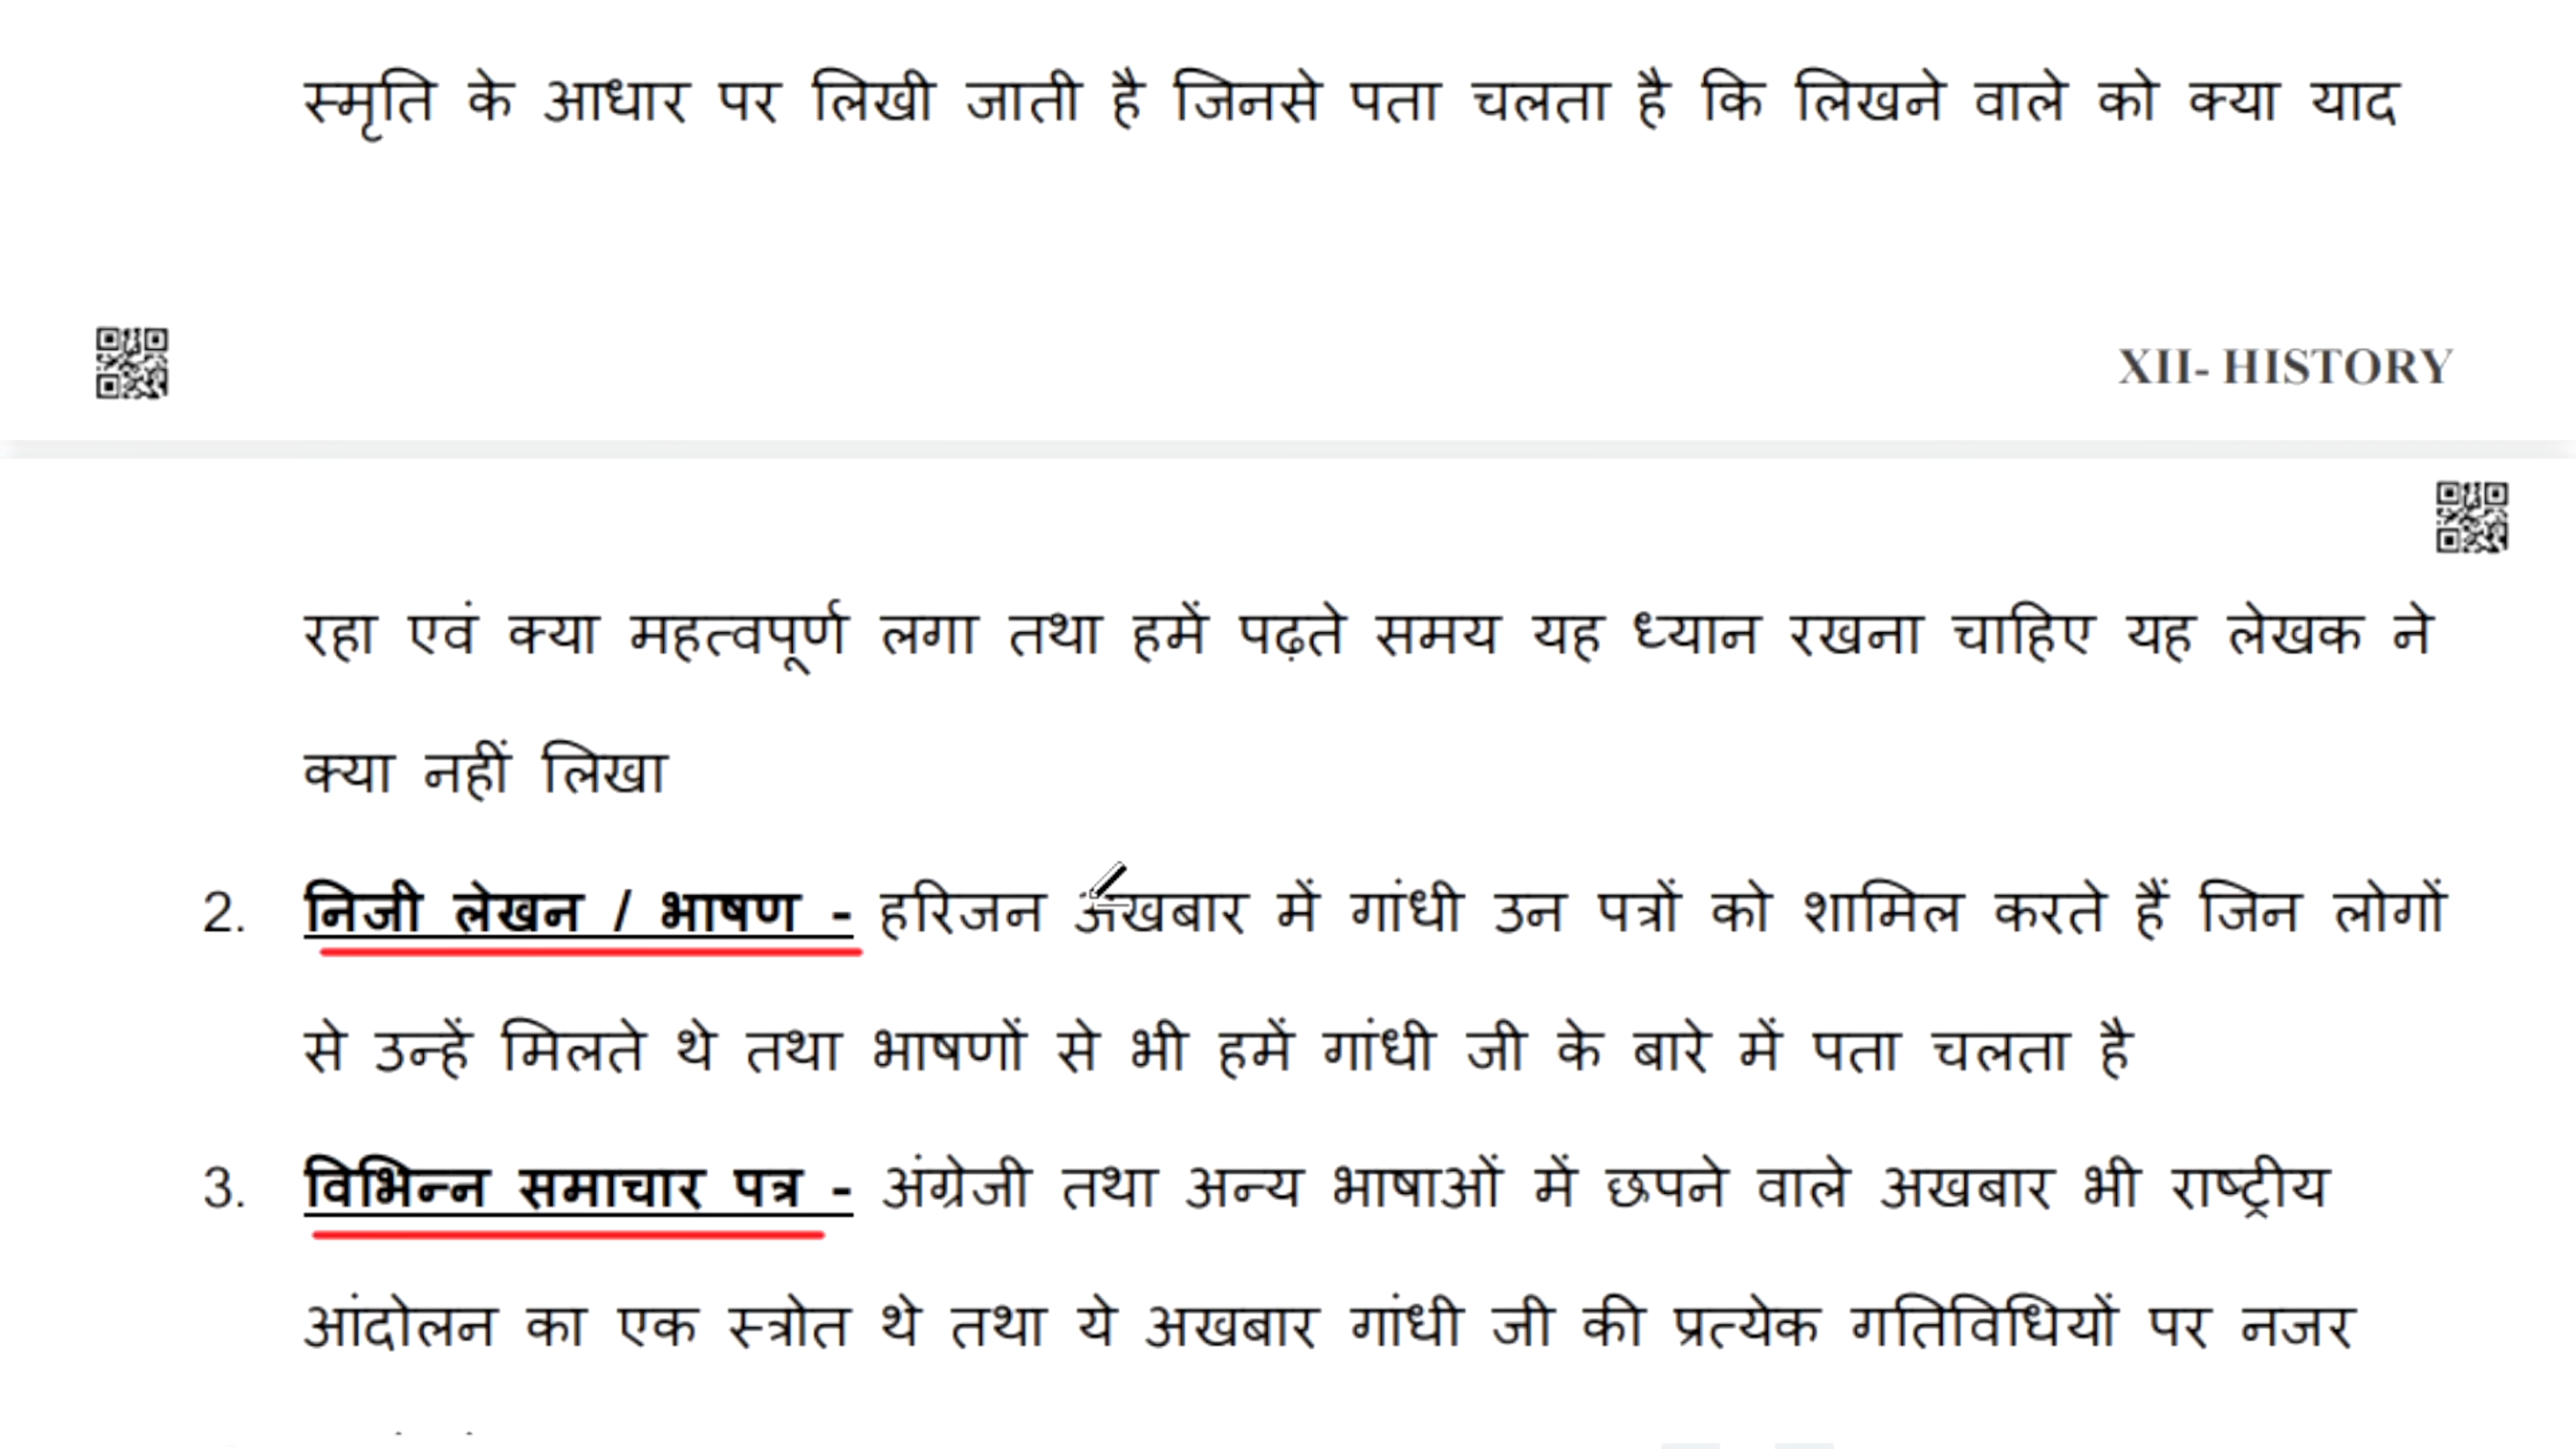 स्मृति के आधार पर लिखी जाती है जिनसे पता चलता है कि लिखने वाले को क्या याद
XII- HISTORY
रहा एवं क्या महत्वपूर्ण लगा तथा हमें पढ़ते समय यह ध्यान रखना चाहिए यह लेखक ने
क्या नहीं लिखा
2. निजी लेखन / भाषण - हरिजन अखबार में गांधी उन पत्रों को शामिल करते हैं जिन लोगों
से उन्हें मिलते थे तथा भाषणों से भी हमें गांधी जी के बारे में पता चलता है
3. विभिन्न समाचार पत्र - अंग्रेजी तथा अन्य भाषाओं में छपने वाले अखबार भी राष्ट्रीय
आंदोलन का एक स्त्रोत थे तथा ये अखबार गांधी जी की प्रत्येक गतिविधियों पर नजर